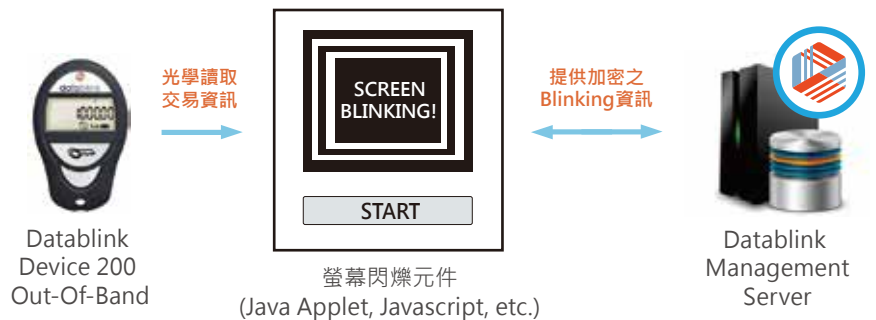 光學讀取
交易資訊
SCREEN
BLINKING!
START
提供加密之
Blinking資訊
Datablink
Device 200
Out-Of-Band
螢幕閃爍元件
(Java Applet, Javascript, etc.)
Datablink
Management
Server